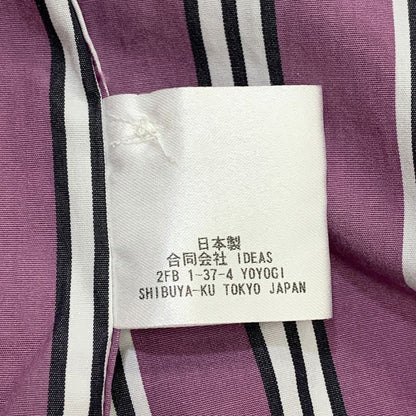 日本製
合同会社 IDEAS
2FB 1-37-4 YOYOGI
SHIBUYA-KU TOKYO JAPAN